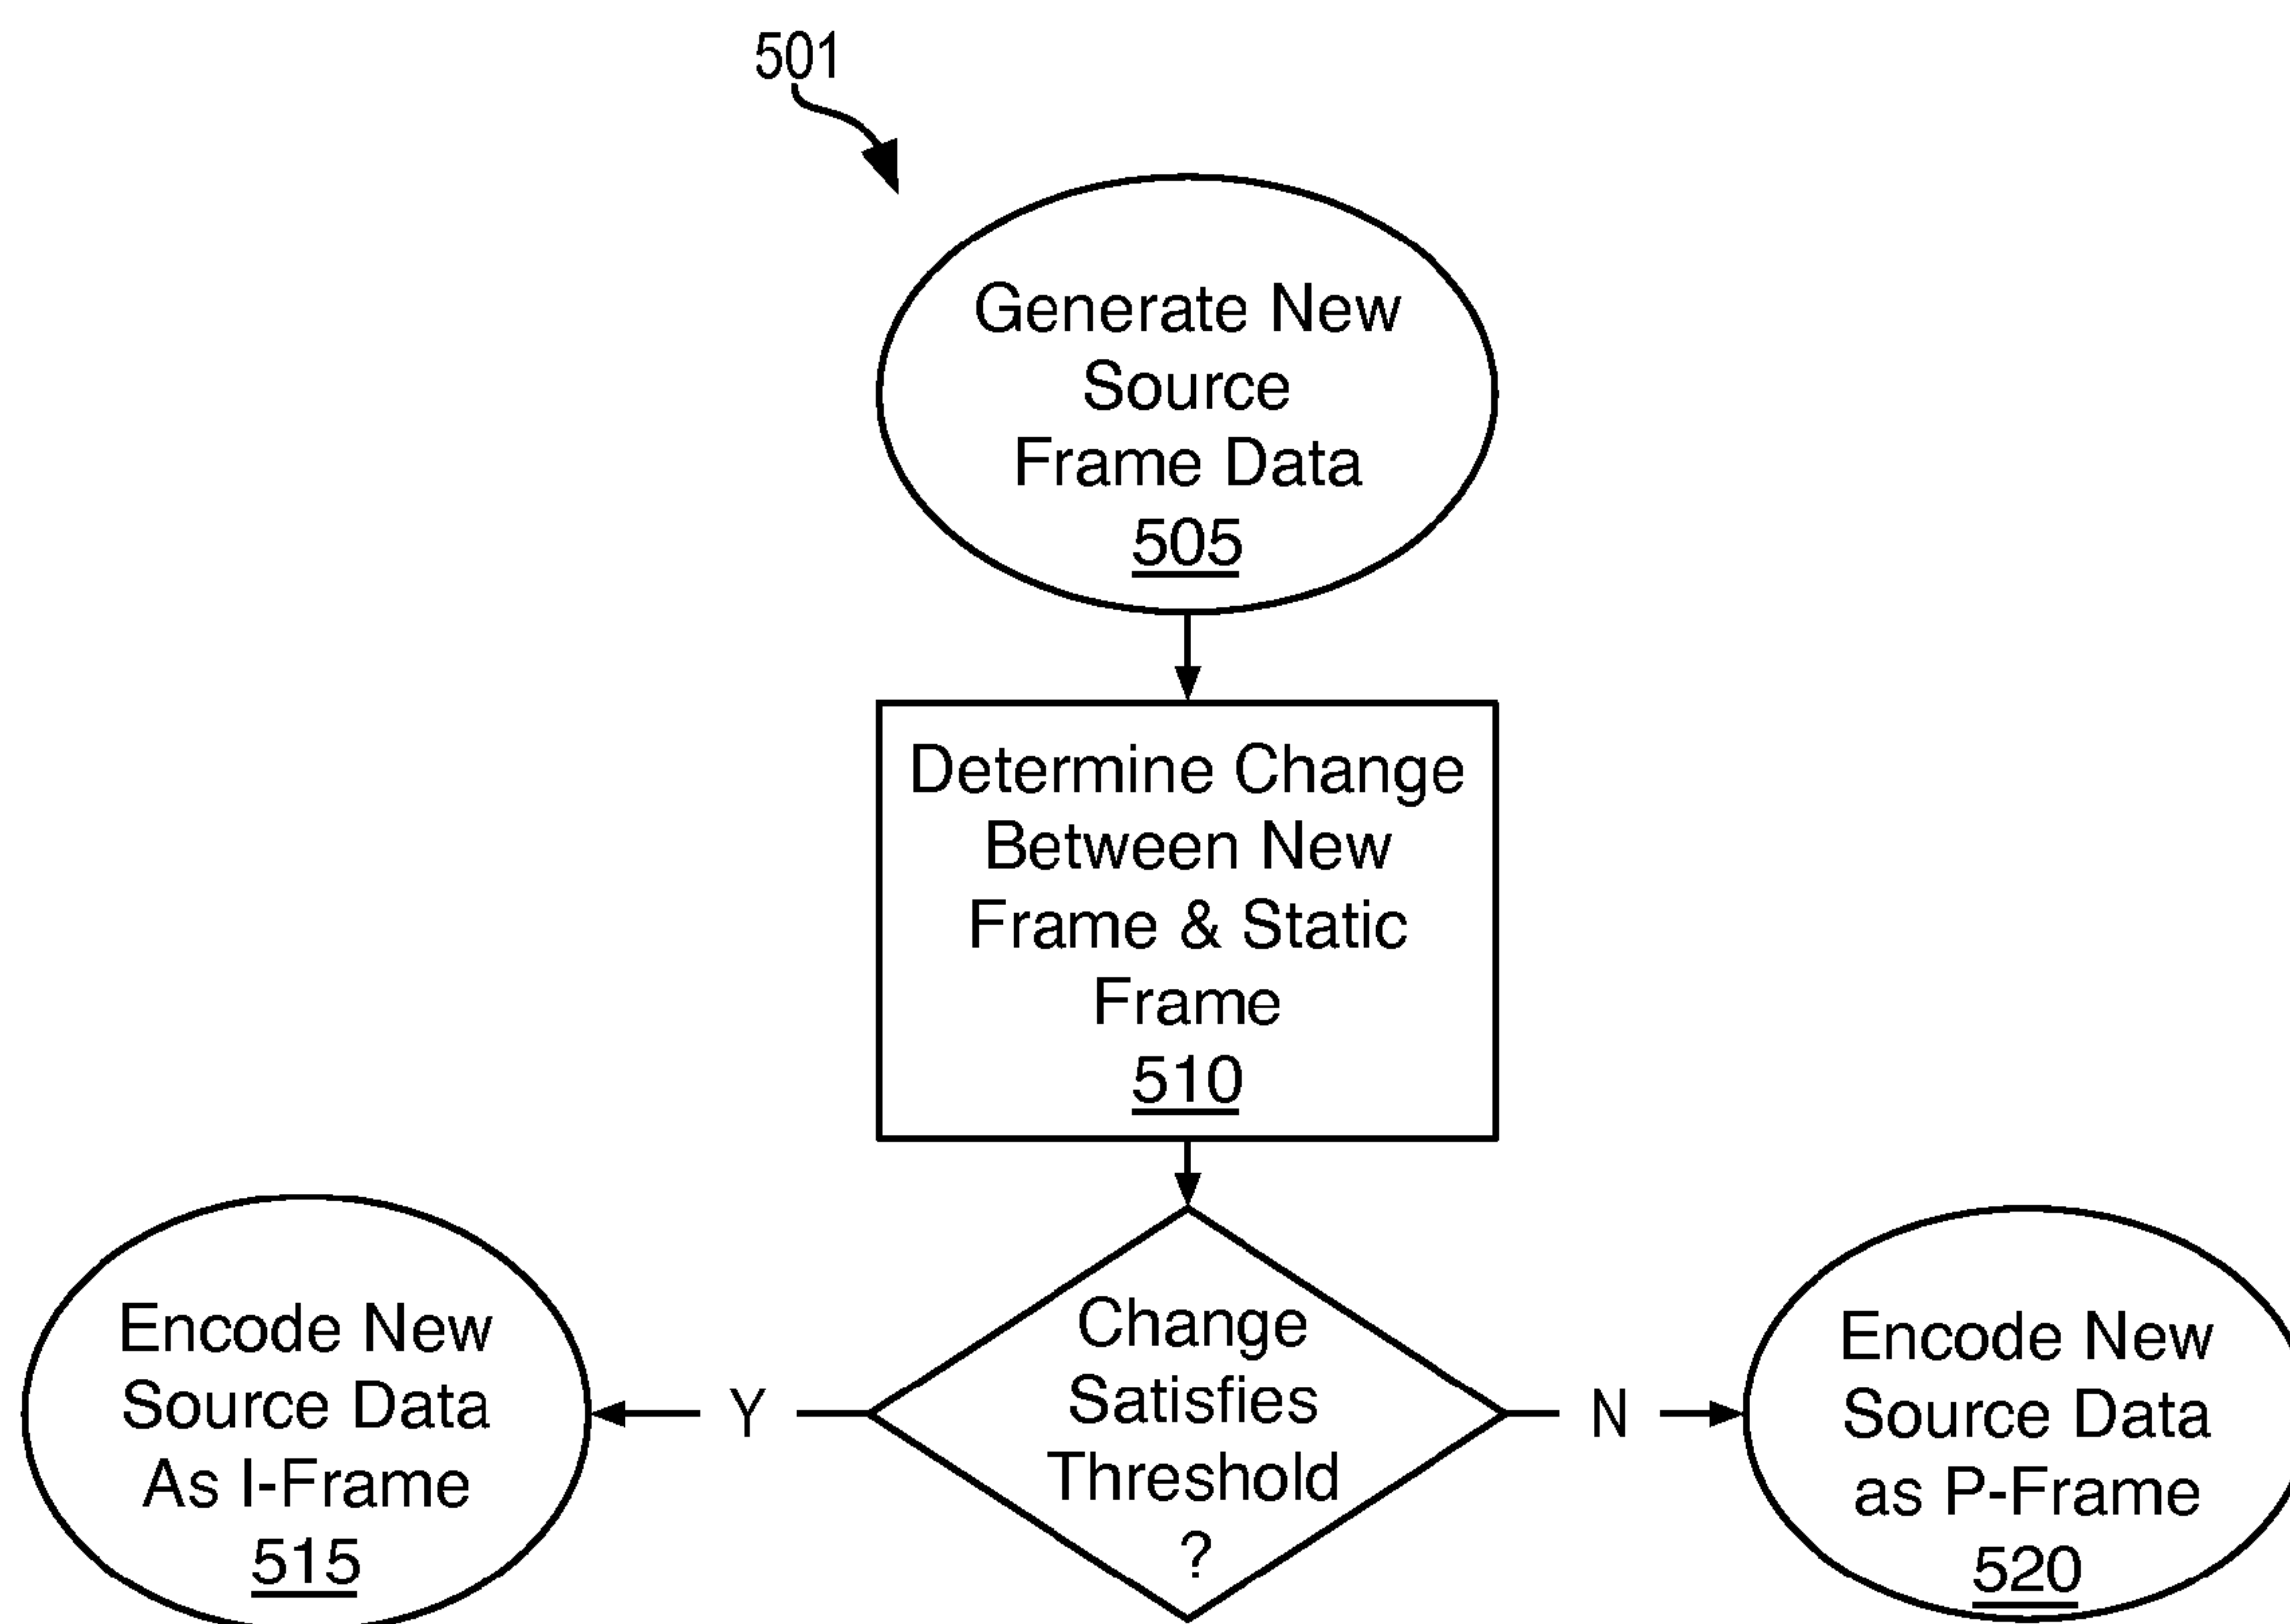 501
Generate New
Source
Frame Data
505
Determine Change
Between New
Frame & Static
Frame
510
Change
Satisfies
Threshold
?
Y
N
Encode New
Source Data
As I-Frame
515
Encode New
Source Data
as P-Frame
520